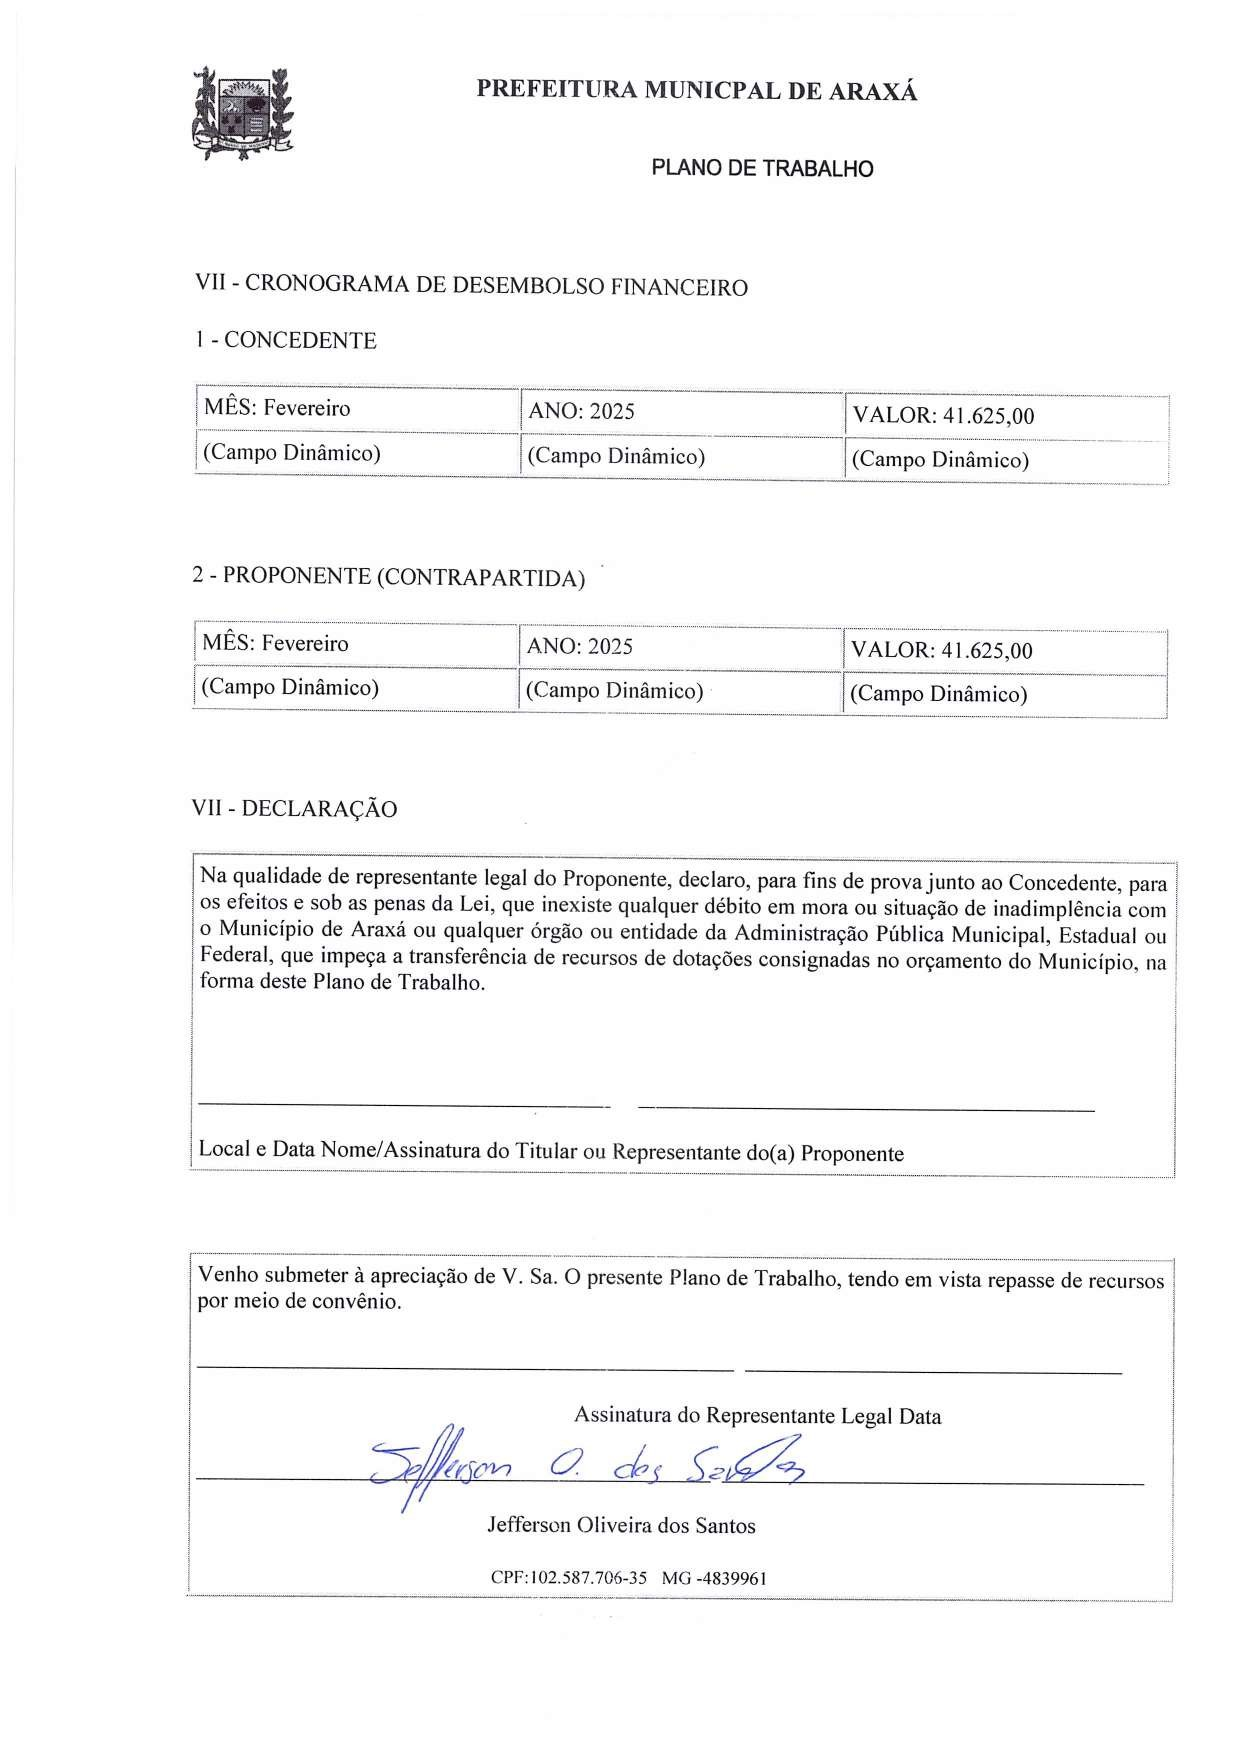 PREFEITURA MUNICPAL DE ARAXÁ
PLANO DE TRABALHO
VII - CRONOGRAMA DE DESEMBOLSO FINANCEIRO
1 - CONCEDENTE
MÊS: Fevereiro ANO: 2025 VALOR: 41.625,00
(Campo Dinâmico) (Campo Dinâmico) (Campo Dinâmico)
2 - PROPONENTE (CONTRAPARTIDA)
MÊS: Fevereiro ANO: 2025 VALOR: 41.625,00
(Campo Dinâmico) (Campo Dinâmico) (Campo Dinâmico)
VII - DECLARAÇÃO
Na qualidade de representante legal do Proponente, declaro, para fins de prova junto ao Concedente, para
os efeitos e sob as penas da Lei, que inexiste qualquer débito em mora ou situação de inadimplência com
o Município de Araxá ou qualquer órgão ou entidade da Administração Pública Municipal, Estadual ou
Federal, que impeça a transferência de recursos de dotações consignadas no orçamento do Município, na
forma deste Plano de Trabalho.
Local e Data Nome/Assinatura do Titular ou Representante do(a) Proponente
Venho submeter à apreciação de V. Sa. O presente Plano de Trabalho, tendo em vista repasse de recursos
por meio de convênio.
Assinatura do Representante Legal Data
Jefferson O. dos Santos
Jefferson Oliveira dos Santos
CPF:102.587.706-35 MG -4839961